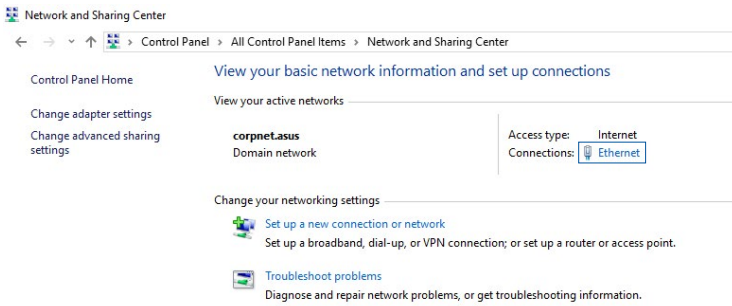 Network and Sharing Center
Control Panel > All Control Panel Items > Network and Sharing Center
Control Panel Home
Change adapter settings
Change advanced sharing
settings
View your basic network information and set up connections
View your active networks
corpnet.asus
Domain network
Access type: Internet
Connections: Ethernet
Change your networking settings
Set up a new connection or network
Set up a broadband, dial-up, or VPN connection; or set up a router or access point.
Troubleshoot problems
Diagnose and repair network problems, or get troubleshooting information.